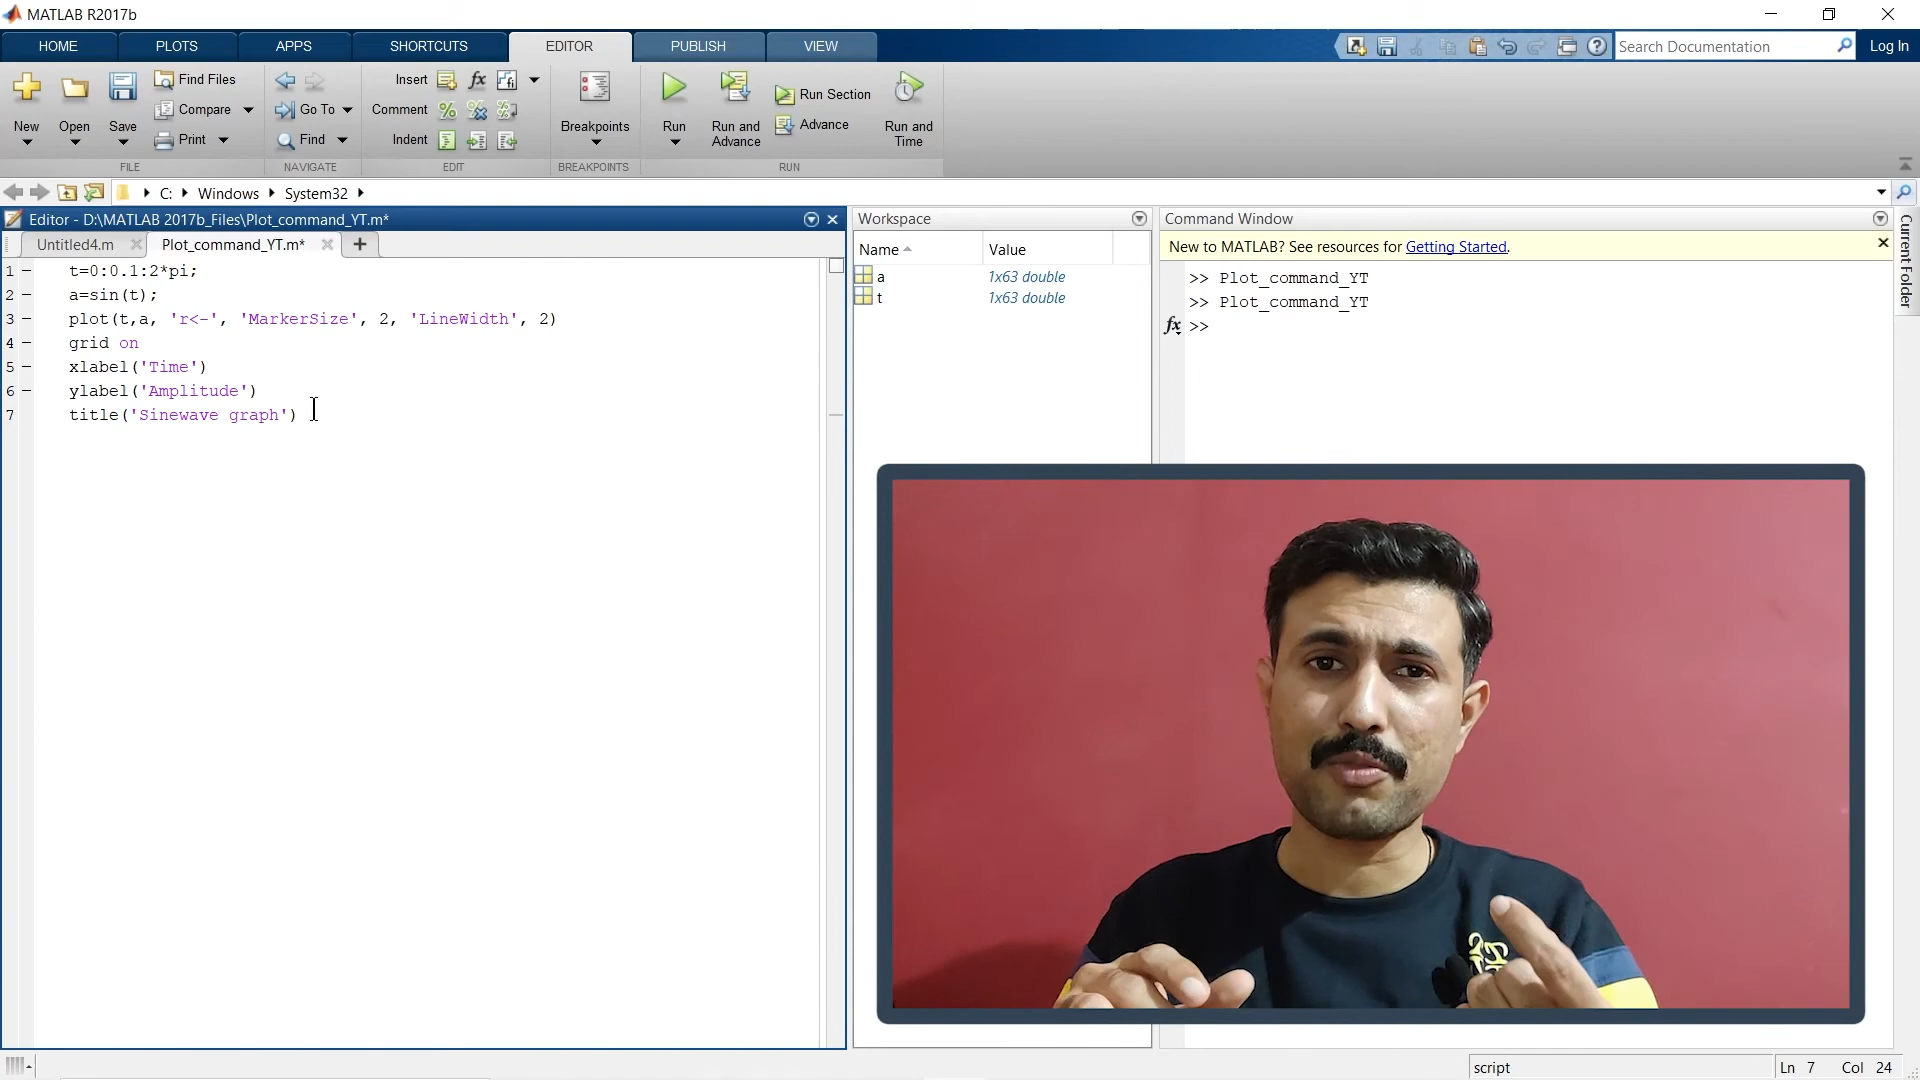 MATLAB R2017b
HOME PLOTS APPS SHORTCUTS EDITOR PUBLISH VIEW
Search Documentation Log In
New Open Save
Find Files
Compare
Print
Go To
Find
Insert fx
Comment
Indent
Breakpoints
Run
Run and Advance
Run Section
Advance
Run and Time
FILE NAVIGATE EDIT BREAKPOINTS RUN
C: Windows System32
Editor - D:\MATLAB 2017b_Files\Plot_command_YT.m*
Untitled4.m Plot_command_YT.m*
1 t=0:0.1:2*pi;
2 a=sin(t);
3 plot(t,a, 'r<-', 'MarkerSize', 2, 'LineWidth', 2)
4 grid on
5 xlabel('Time')
6 ylabel('Amplitude')
7 title('Sinewave graph')
Workspace
Name Value
a 1x63 double
t 1x63 double
Command Window
New to MATLAB? See resources for Getting Started.
>> Plot_command_YT
>> Plot_command_YT
fx >>
Current Folder
script Ln 7 Col 24